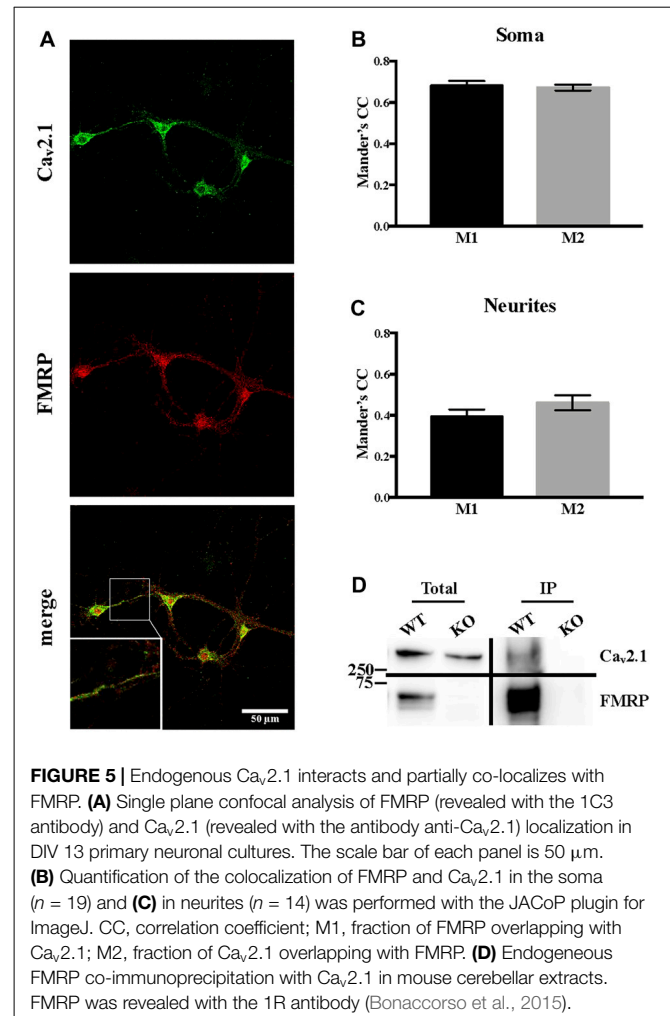 A
Cav2.1
FMRP
merge
50 µm
B
Soma
Mander's CC
0.8
0.6
0.4
0.2
0.0
M1
M2
C
Neurites
Mander's CC
0.8
0.6
0.4
0.2
0.0
M1
M2
D
Total
IP
WT
KO
WT
KO
250
75
Cav2.1
FMRP
FIGURE 5 | Endogenous Cav2.1 interacts and partially co-localizes with
FMRP. (A) Single plane confocal analysis of FMRP (revealed with the 1C3
antibody) and Cav2.1 (revealed with the antibody anti-Cav2.1) localization in
DIV 13 primary neuronal cultures. The scale bar of each panel is 50 µm.
(B) Quantification of the colocalization of FMRP and Cav2.1 in the soma
(n = 19) and (C) in neurites (n = 14) was performed with the JACoP plugin for
ImageJ. CC, correlation coefficient; M1, fraction of FMRP overlapping with
Cav2.1; M2, fraction of Cav2.1 overlapping with FMRP. (D) Endogeneous
FMRP co-immunoprecipitation with Cav2.1 in mouse cerebellar extracts.
FMRP was revealed with the 1R antibody (Bonaccorso et al., 2015).